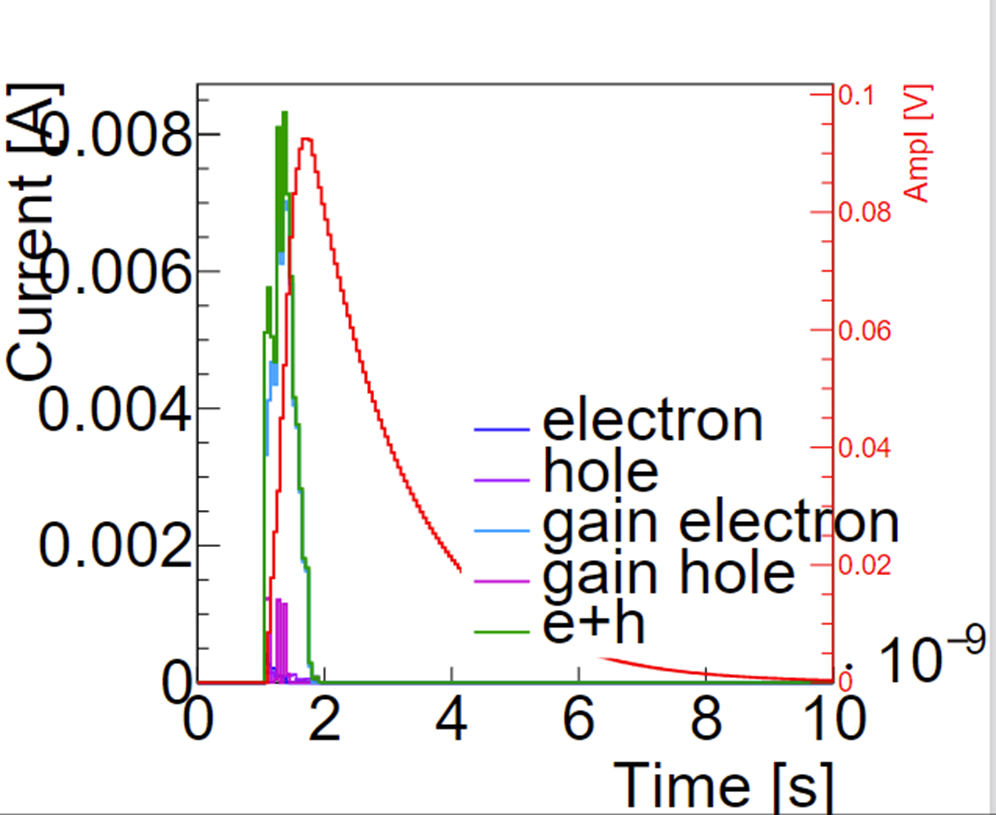 Current [A]
0.008
0.006
0.004
0.002
0
0.1
0.08
0.06
0.04
0.02
0
Ampl [V]
electron
hole
gain electron
gain hole
e+h
0 2 4 6 8 10
· 10⁻⁹
Time [s]